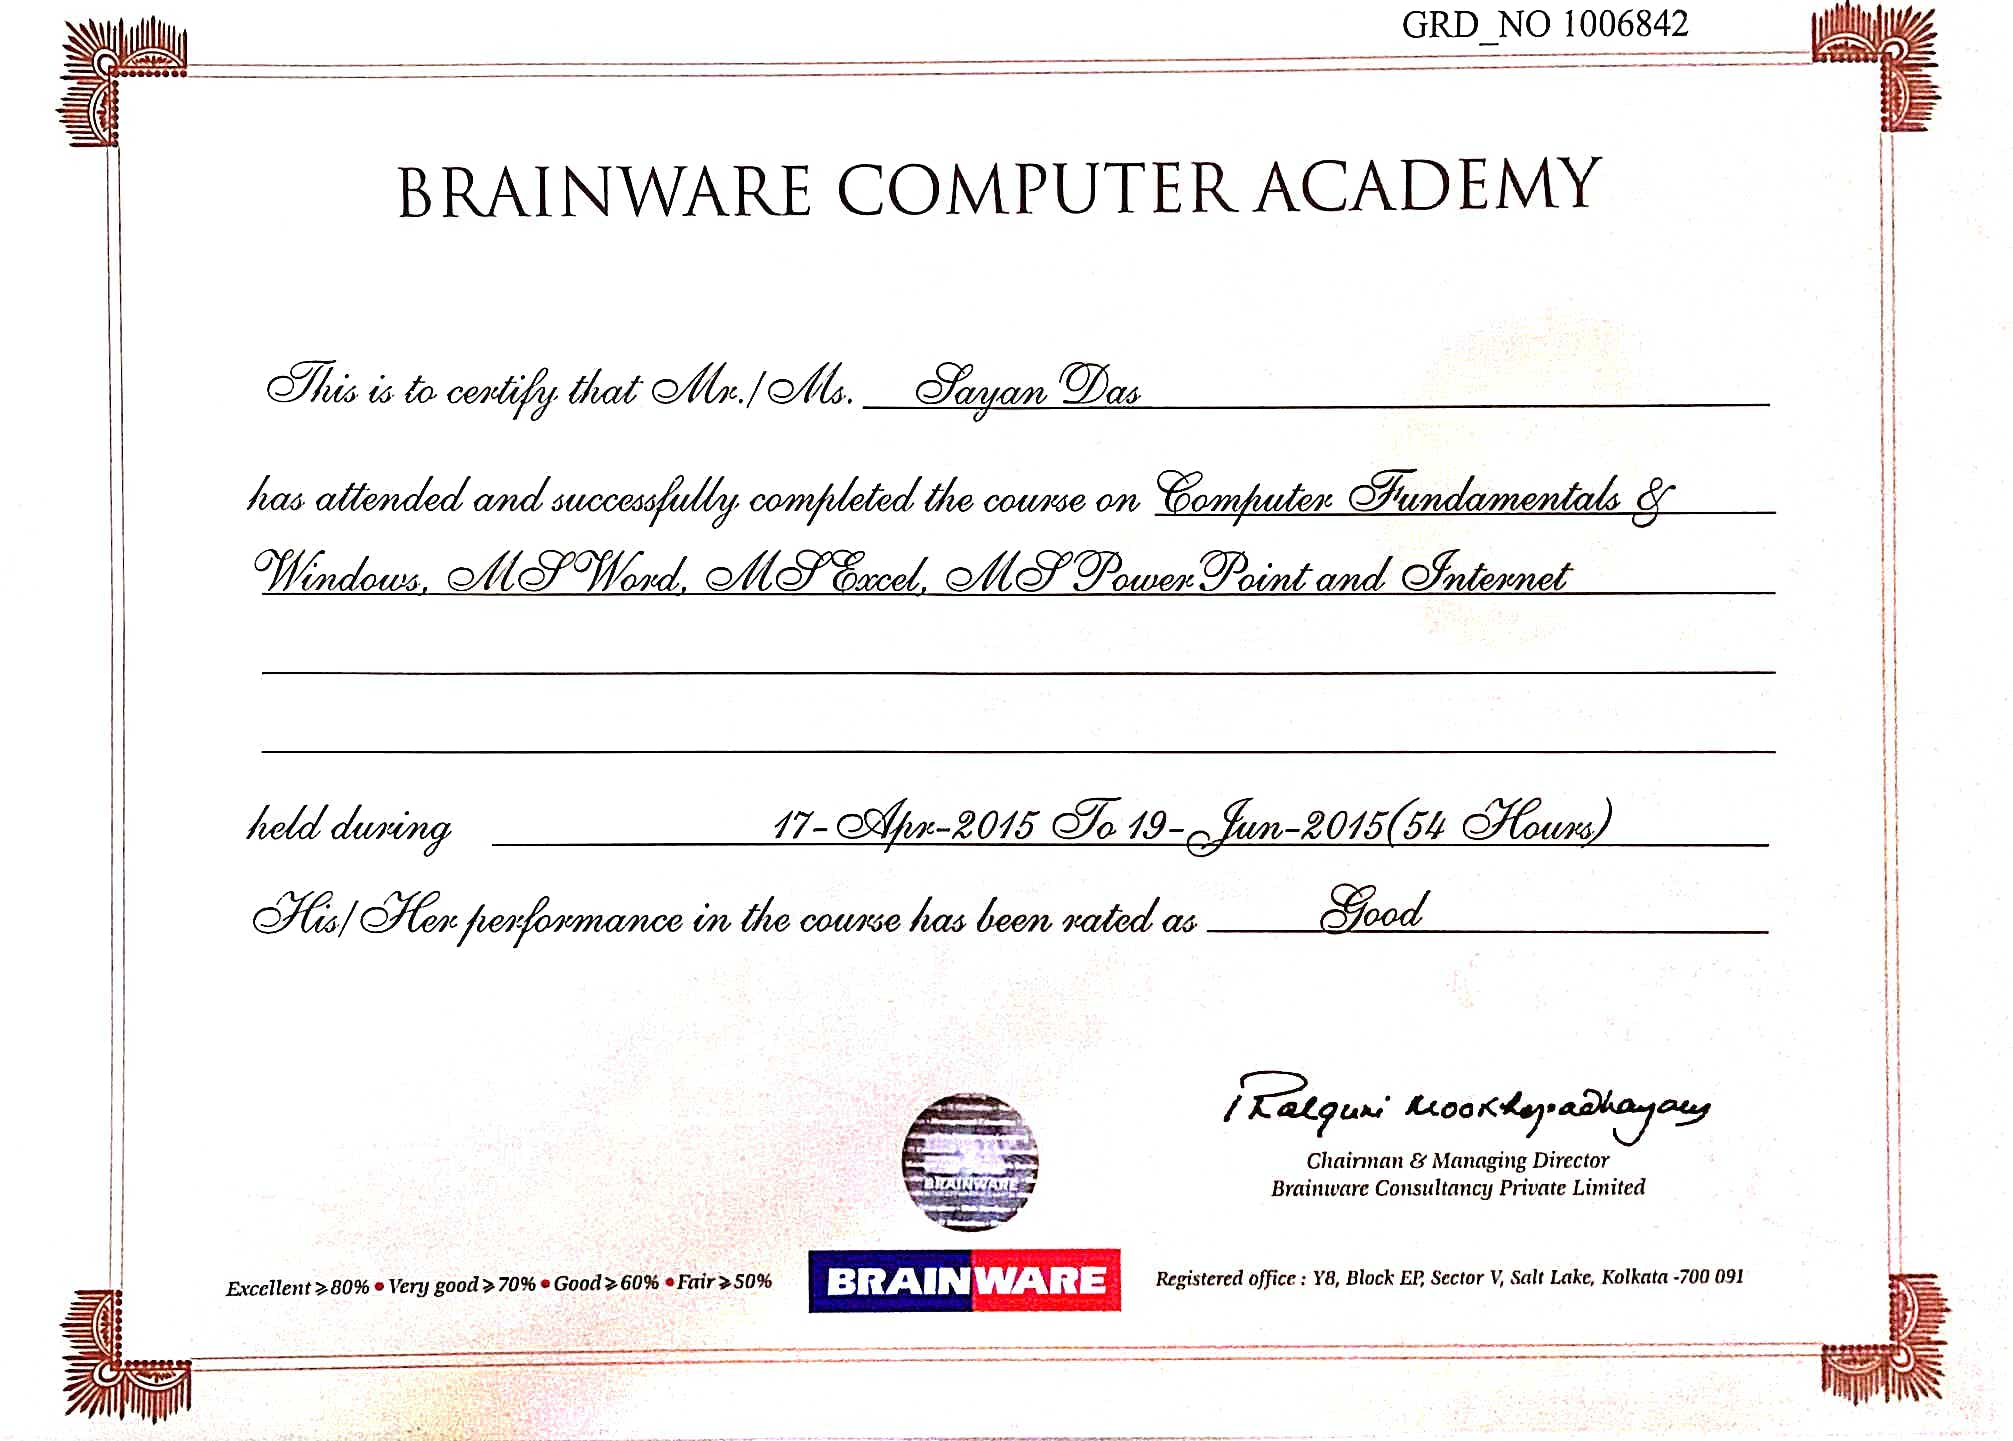 GRD_NO 1006842
BRAINWARE COMPUTER ACADEMY
This is to certify that Mr./Ms. Sayan Das
has attended and successfully completed the course on Computer Fundamentals &
Windows, MS Word, MS Excel, MS Power Point and Internet
held during 17-Apr-2015 To 19-Jun-2015(54 Hours)
His/Her performance in the course has been rated as Good
Mookhopadhayay
Chairman & Managing Director
Brainware Consultancy Private Limited
BRAINWARE
Excellent ≥ 80% • Very good ≥ 70% • Good ≥ 60% • Fair ≥ 50%
BRAINWARE
Registered office : Y8, Block EP, Sector V, Salt Lake, Kolkata -700 091